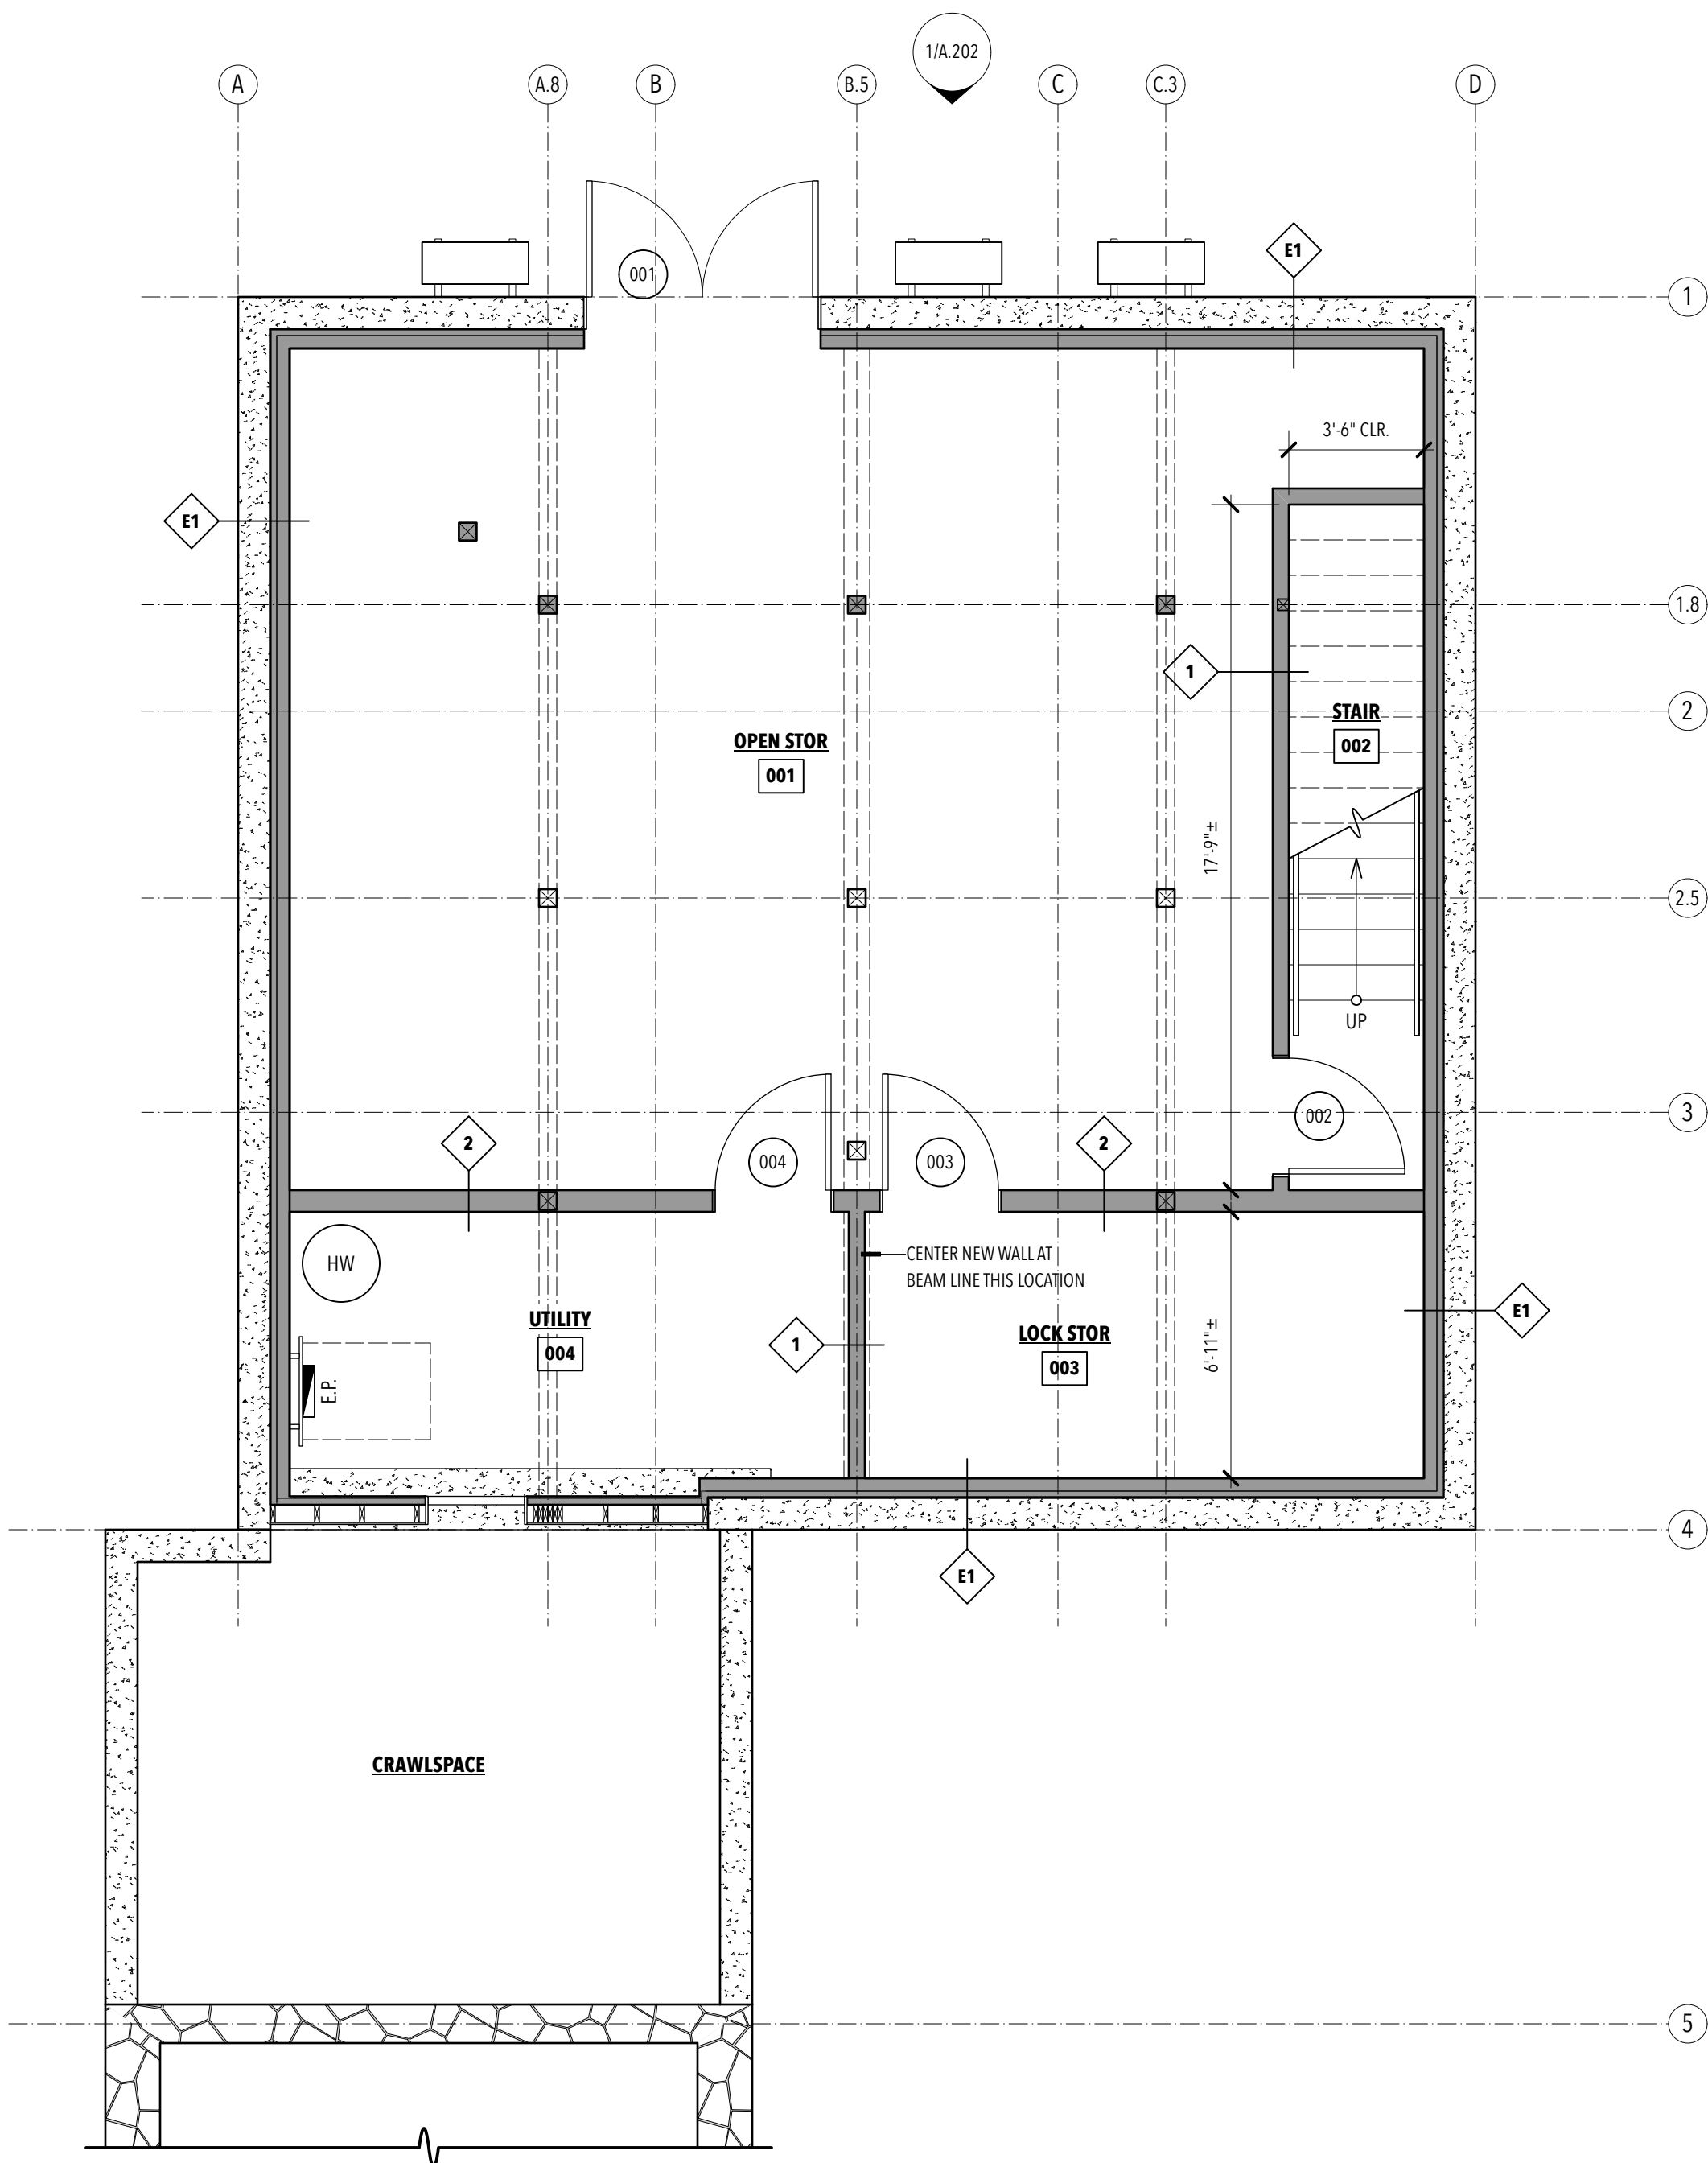 1/A.202
A
A.8
B
B.5
C
C.3
D
001
E1
1
3'-6" CLR.
E1
1.8
1
2
STAIR
002
OPEN STOR
001
17'-9"±
2.5
UP
3
2
004
003
2
002
HW
CENTER NEW WALL AT
BEAM LINE THIS LOCATION
UTILITY
004
1
LOCK STOR
003
6'-11"±
E1
E.P.
4
E1
CRAWLSPACE
5